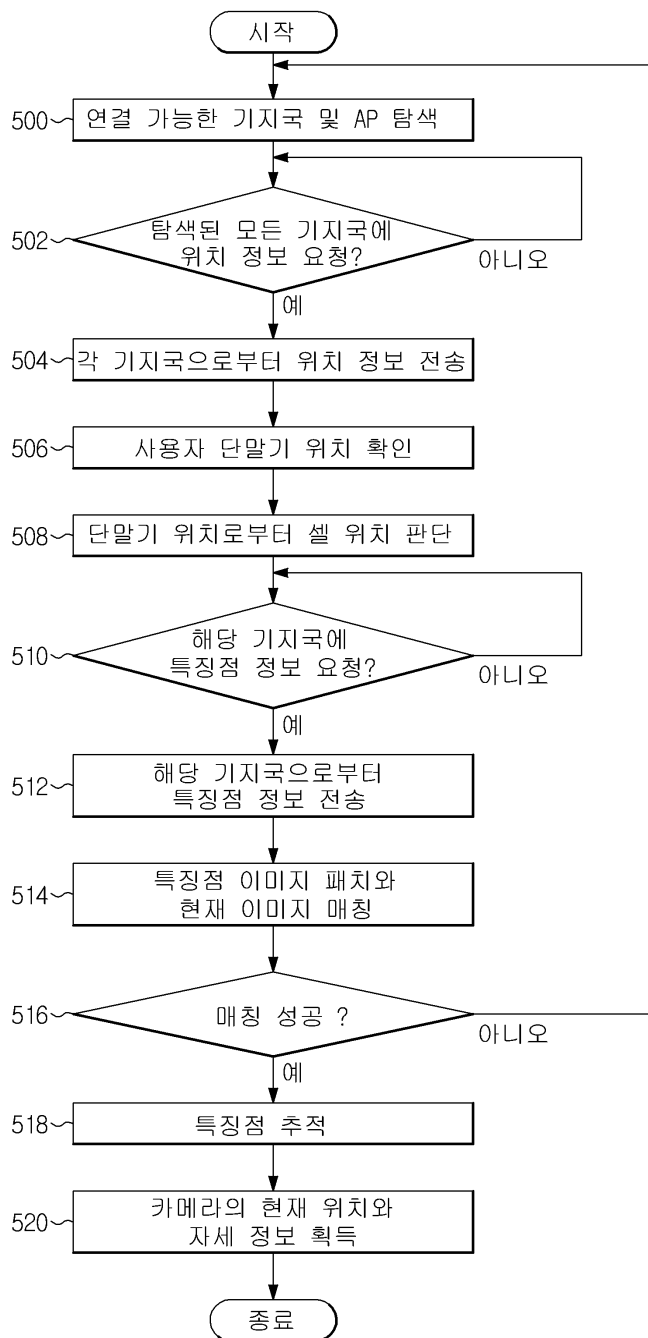 시작
500
연결 가능한 기지국 및 AP 탐색
502
탐색된 모든 기지국에
위치 정보 요청?
아니오
예
504
각 기지국으로부터 위치 정보 전송
506
사용자 단말기 위치 확인
508
단말기 위치로부터 셀 위치 판단
510
해당 기지국에
특징점 정보 요청?
아니오
예
512
해당 기지국으로부터
특징점 정보 전송
514
특징점 이미지 패치와
현재 이미지 매칭
516
매칭 성공 ?
아니오
예
518
특징점 추적
520
카메라의 현재 위치와
자세 정보 획득
종료